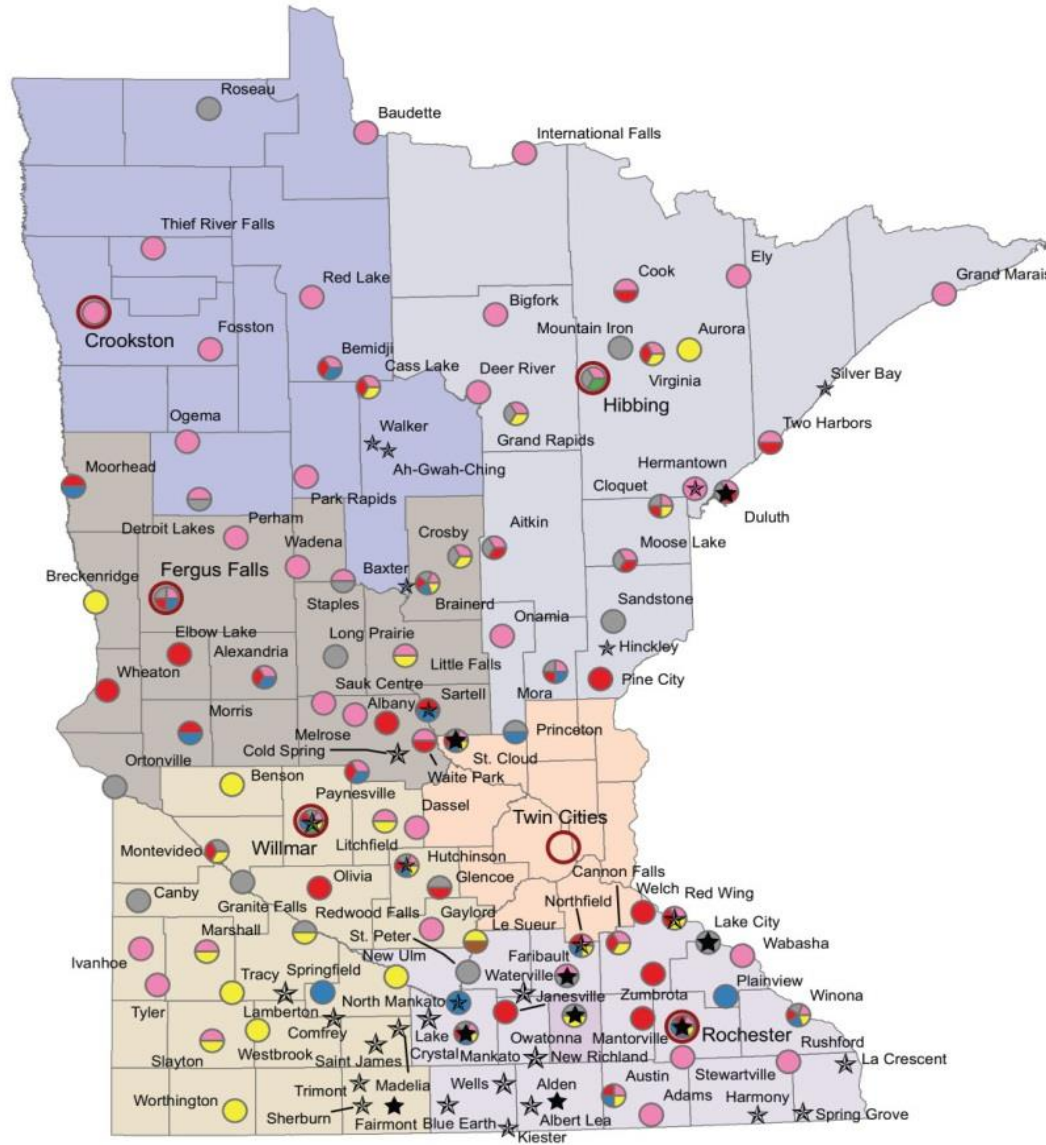 Roseau
Baudette
International Falls
Thief River Falls
Red Lake
Cook
Ely
Grand Marais
Bigfork
Crookston
Fosston
Mountain Iron
Aurora
Bemidji
Cass Lake
Deer River
Virginia
Hibbing
Silver Bay
Ogema
Walker
Grand Rapids
Two Harbors
Ah-Gwah-Ching
Moorhead
Hermantown
Cloquet
Park Rapids
Duluth
Detroit Lakes
Perham
Crosby
Aitkin
Moose Lake
Wadena
Breckenridge
Fergus Falls
Baxter
Staples
Brainerd
Sandstone
Onamia
Elbow Lake
Long Prairie
Hinckley
Alexandria
Little Falls
Wheaton
Sauk Centre
Sartell
Mora
Pine City
Morris
Albany
Melrose
Princeton
Cold Spring
St. Cloud
Ortonville
Waite Park
Benson
Paynesville
Dassel
Twin Cities
Willmar
Litchfield
Montevideo
Hutchinson
Cannon Falls
Olivia
Glencoe
Welch
Red Wing
Canby
Northfield
Granite Falls
Redwood Falls
Gaylord
Lake City
Marshall
St. Peter
Le Sueur
Wabasha
Ivanhoe
New Ulm
Faribault
Tracy
Springfield
Waterville
Plainview
Janesville
Zumbrota
Winona
Tyler
Lamberton
North Mankato
Comfrey
Lake
Crystal
Owatonna
Mantorville
Rochester
Rushford
Slayton
Westbrook
Saint James
Mankato
New Richland
La Crescent
Stewartville
Trimont
Madelia
Wells
Alden
Austin
Harmony
Worthington
Sherburn
Fairmont
Blue Earth
Albert Lea
Adams
Spring Grove
Kiester